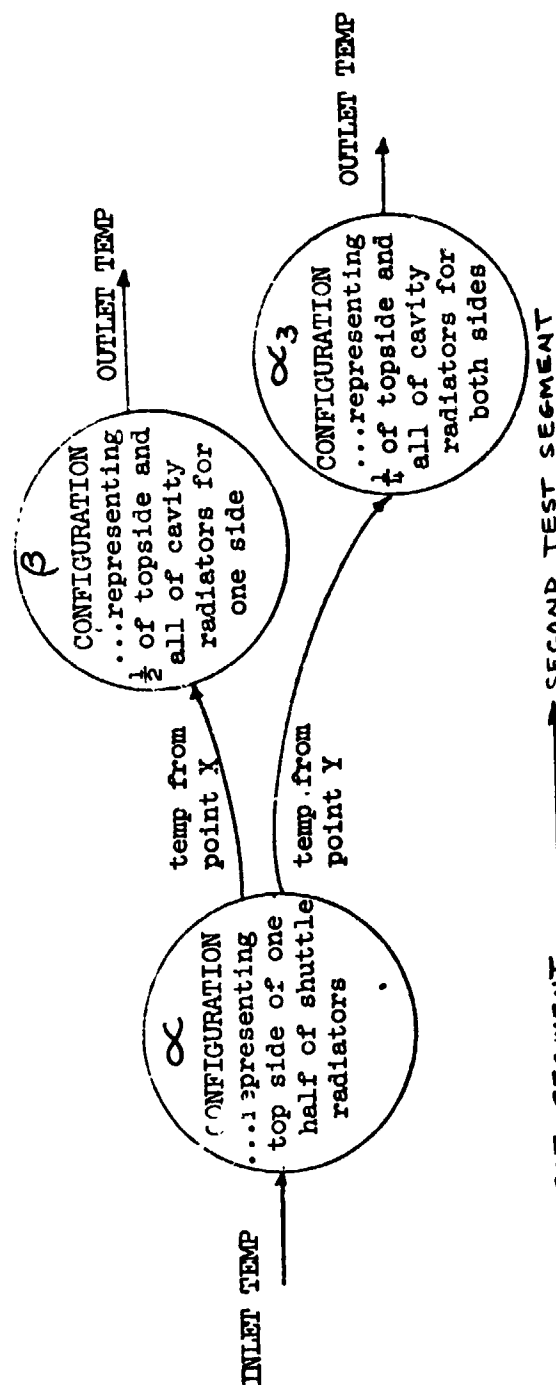 INLET TEMP
α
CONFIGURATION
...representing
top side of one
half of shuttle
radiators
temp from
point X
temp from
point Y
β
CONFIGURATION
...representing
1/2 of topside and
all of cavity
radiators for
one side
OUTLET TEMP
α3
CONFIGURATION
...representing
1/4 of topside and
all of cavity
radiators for
both sides
OUTLET TEMP
SECOND TEST SEGMENT